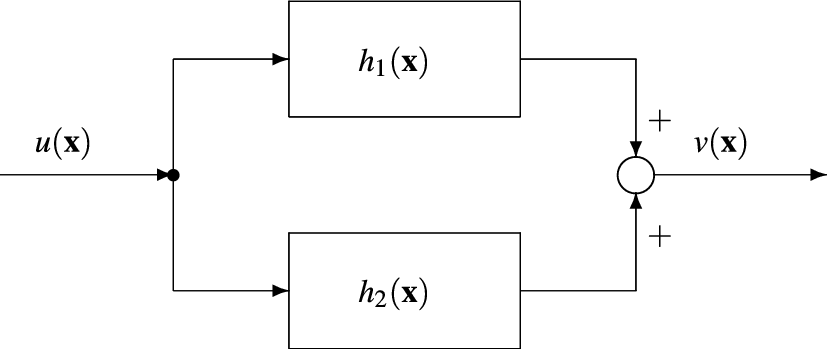 h₁(x)
+
u(x)
v(x)
+
h₂(x)